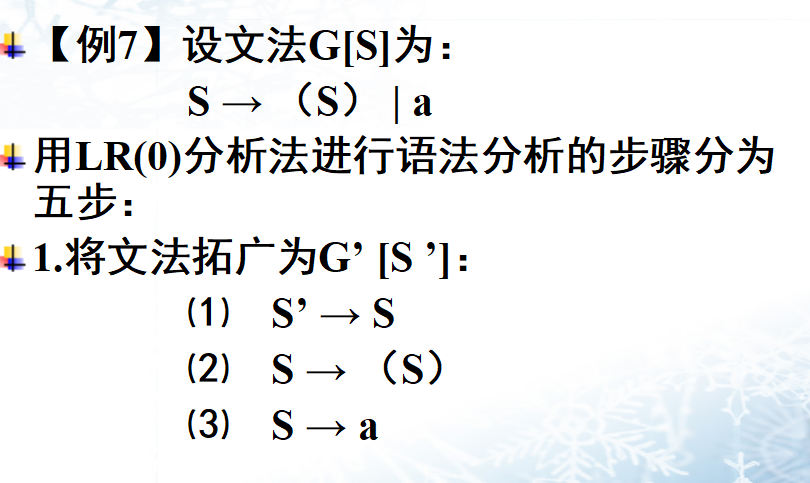 【例7】设文法G[S]为：
S → （S） | a
用LR(0)分析法进行语法分析的步骤分为
五步：
1.将文法拓广为G’ [S ’]：
⑴ S’ → S
⑵ S → （S）
⑶ S → a